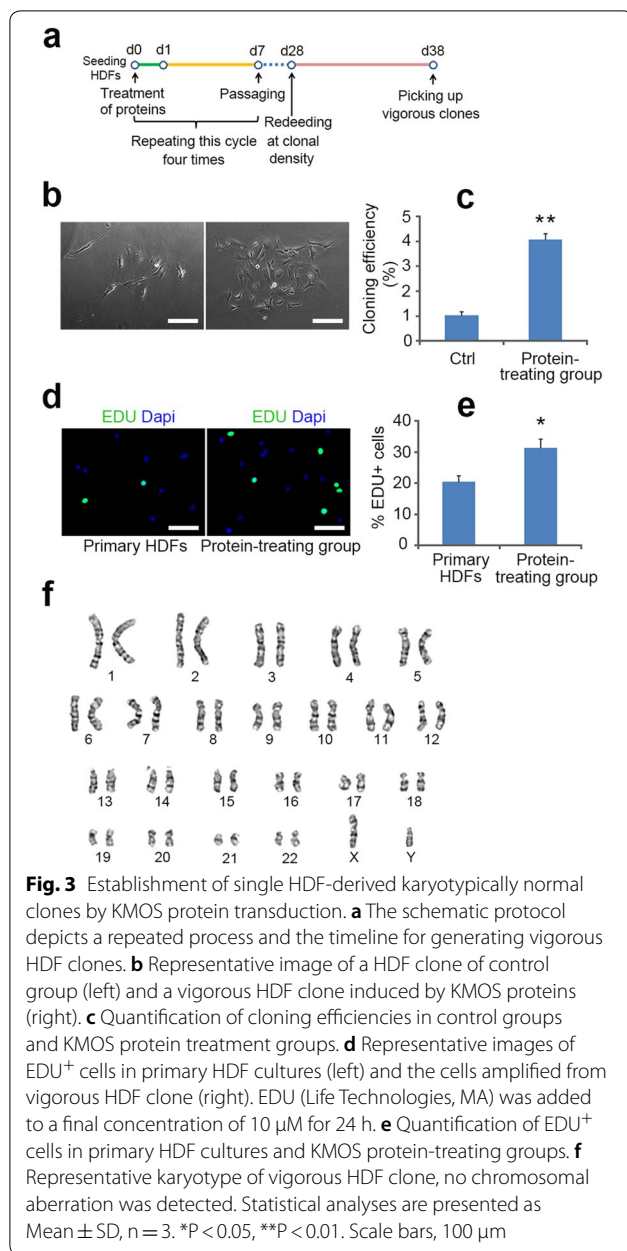 a
d0 d1 d7 d28 d38
Seeding
HDFs
Treatment
of proteins
Passaging
Picking up
vigorous clones
Redeeding
at clonal
density
Repeating this cycle
four times
b
c
Cloning efficiency
(%)
5
4
3
2
1
0
**
Ctrl
Protein-
treating group
d
EDU Dapi
EDU Dapi
Primary HDFs
Protein-treating group
e
% EDU+ cells
40
30
20
10
0
*
Primary
HDFs
Protein-
treating group
f
1 2 3 4 5
6 7 8 9 10 11 12
13 14 15 16 17 18
19 20 21 22 X Y
Fig. 3 Establishment of single HDF-derived karyotypically normal
clones by KMOS protein transduction. a The schematic protocol
depicts a repeated process and the timeline for generating vigorous
HDF clones. b Representative image of a HDF clone of control
group (left) and a vigorous HDF clone induced by KMOS proteins
(right). c Quantification of cloning efficiencies in control groups
and KMOS protein treatment groups. d Representative images of
EDU+ cells in primary HDF cultures (left) and the cells amplified from
vigorous HDF clone (right). EDU (Life Technologies, MA) was added
to a final concentration of 10 μM for 24 h. e Quantification of EDU+
cells in primary HDF cultures and KMOS protein-treating groups. f
Representative karyotype of vigorous HDF clone, no chromosomal
aberration was detected. Statistical analyses are presented as
Mean ± SD, n = 3. *P < 0.05, **P < 0.01. Scale bars, 100 μm